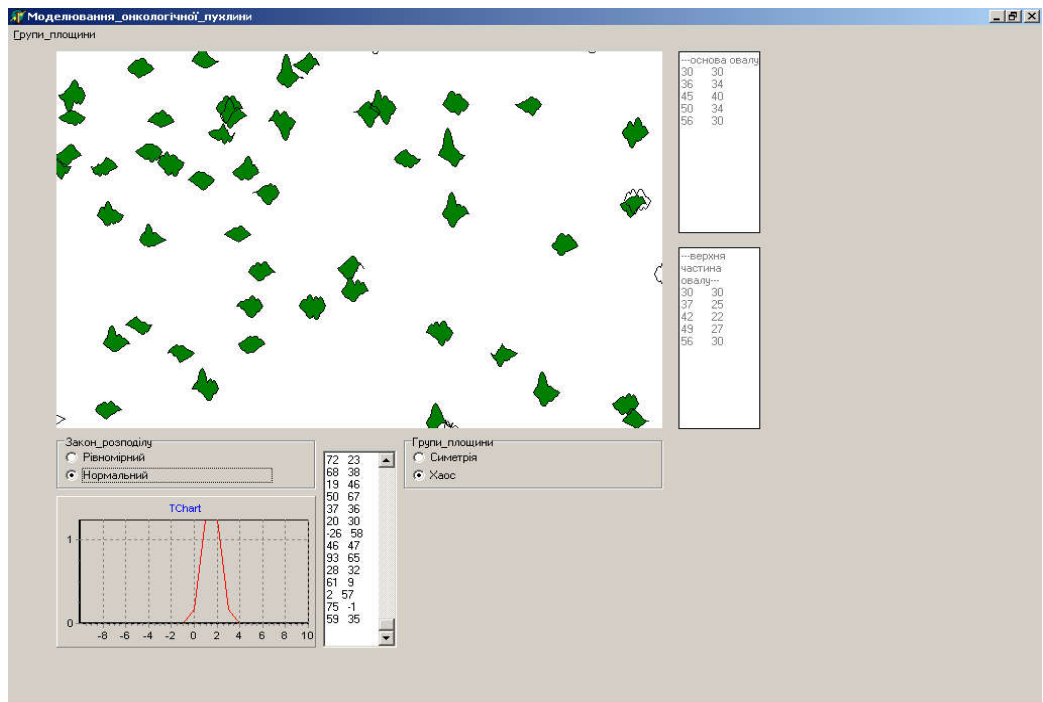 Моделювання_онкологічної_пухлини
Групи_площини
---основа овалу
30 30
36 34
45 40
50 34
56 30
---верхня
частина
овалу---
30 30
37 25
42 22
49 27
56 30
Закон_розподілу
Рівномірний
Нормальний
TChart
1
0
-8 -6 -4 -2 0 2 4 6 8 10
72 23
68 38
19 46
50 67
37 36
20 30
-26 58
46 47
93 65
28 32
61 9
2 57
75 -1
59 35
Групи_площини
Симетрія
Хаос